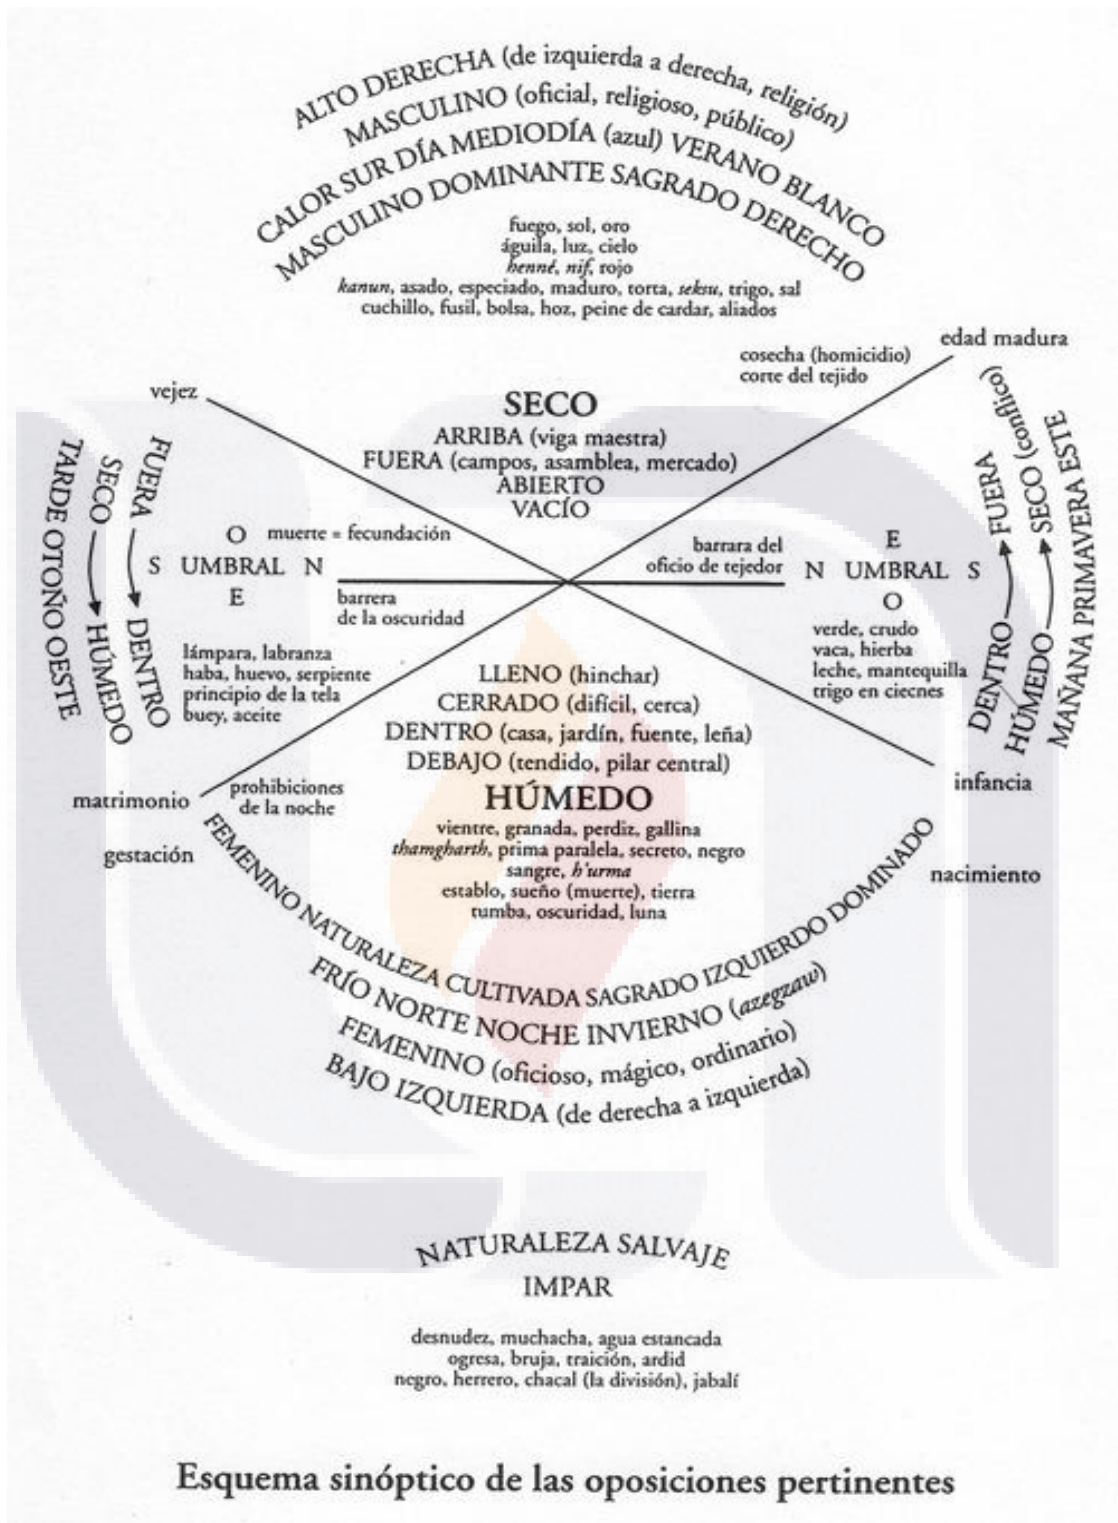 ALTO DERECHA (de izquierda a derecha, religión)
MASCULINO (oficial, religioso, público)
CALOR SUR DÍA MEDIODÍA (azul) VERANO BLANCO
MASCULINO DOMINANTE SAGRADO DERECHO
fuego, sol, oro
águila, luz, cielo
henné, nif, rojo
kanun, asado, especiado, maduro, torta, seksu, trigo, sal
cuchillo, fusil, bolsa, hoz, peine de cardar, aliados
edad madura
cosecha (homicidio)
corte del tejido
vejez
SECO
ARRIBA (viga maestra)
FUERA (campos, asamblea, mercado)
ABIERTO
VACÍO
TARDE OTOÑO OESTE
SECO
HÚMEDO
FUERA
DENTRO
O
muerte = fecundación
S UMBRAL N
E
barrera
de la oscuridad
lámpara, labranza
haba, huevo, serpiente
principio de la tela
buey, aceite
barrara del
oficio de tejedor
E
N UMBRAL S
O
verde, crudo
vaca, hierba
leche, mantequilla
trigo en ciecnes
FUERA
DENTRO
SECO (conflico)
HÚMEDO
MAÑANA PRIMAVERA ESTE
LLENO (hinchar)
CERRADO (difícil, cerca)
DENTRO (casa, jardín, fuente, leña)
DEBAJO (tendido, pilar central)
HÚMEDO
vientre, granada, perdiz, gallina
thamgharth, prima paralela, secreto, negro
sangre, h'urma
establo, sueño (muerte), tierra
tumba, oscuridad, luna
matrimonio
prohibiciones
de la noche
gestación
infancia
nacimiento
FEMENINO NATURALEZA CULTIVADA SAGRADO IZQUIERDO DOMINADO
FRÍO NORTE NOCHE INVIERNO (azegzaw)
FEMENINO (oficioso, mágico, ordinario)
BAJO IZQUIERDA (de derecha a izquierda)
NATURALEZA SALVAJE
IMPAR
desnudez, muchacha, agua estancada
ogresa, bruja, traición, ardid
negro, herrero, chacal (la división), jabalí
Esquema sinóptico de las oposiciones pertinentes